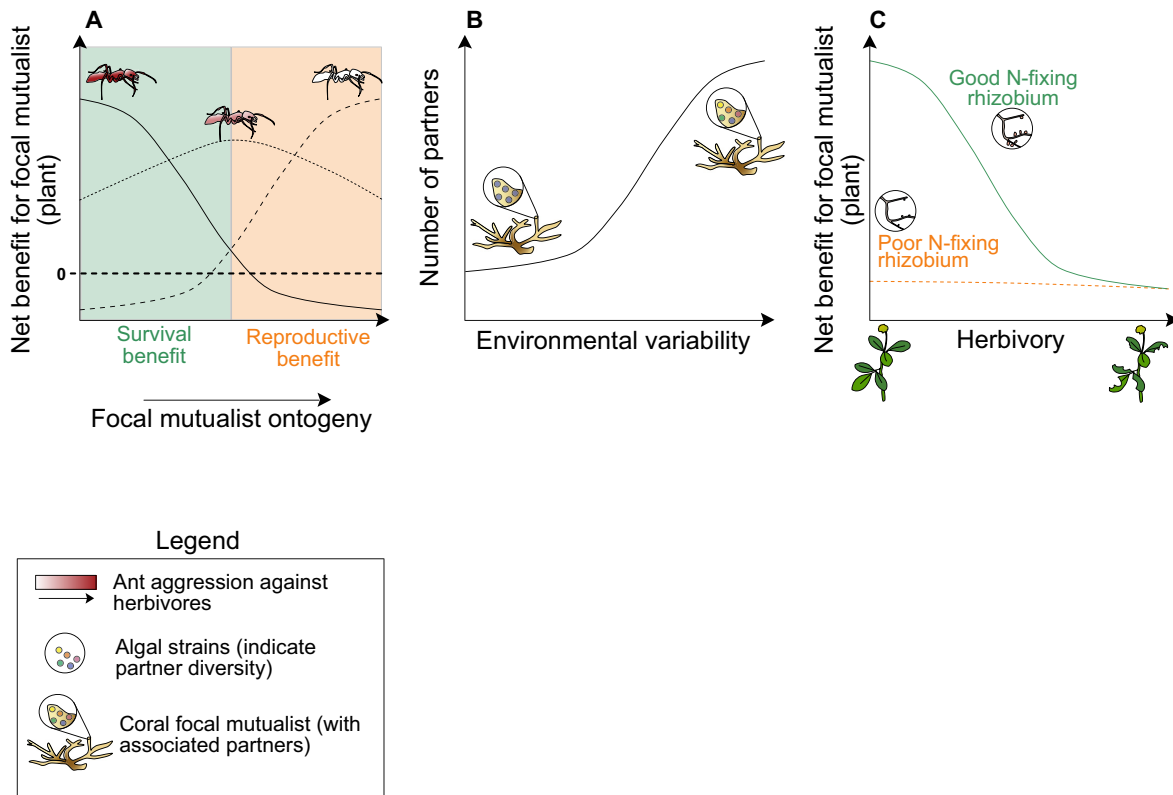 A
Net benefit for focal mutualist
(plant)
0
Survival
benefit
Reproductive
benefit
Focal mutualist ontogeny
B
Number of partners
Environmental variability
C
Net benefit for focal mutualist
(plant)
Good N-fixing
rhizobium
Poor N-fixing
rhizobium
Herbivory
Legend
Ant aggression against
herbivores
Algal strains (indicate
partner diversity)
Coral focal mutualist (with
associated partners)